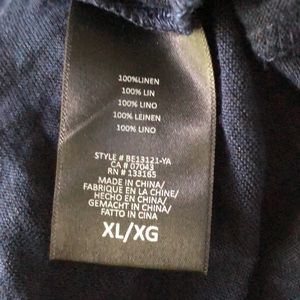 100%LINEN
100% LIN
100% LINO
100% LEINEN
100% LINO
STYLE # BE13121-YA
CA # 07043
RN # 133165
MADE IN CHINA/
FABRIQUE EN LA CHINE/
HECHO EN CHINA/
GEMACHT IN CHINA/
FATTO IN CINA
XL/XG